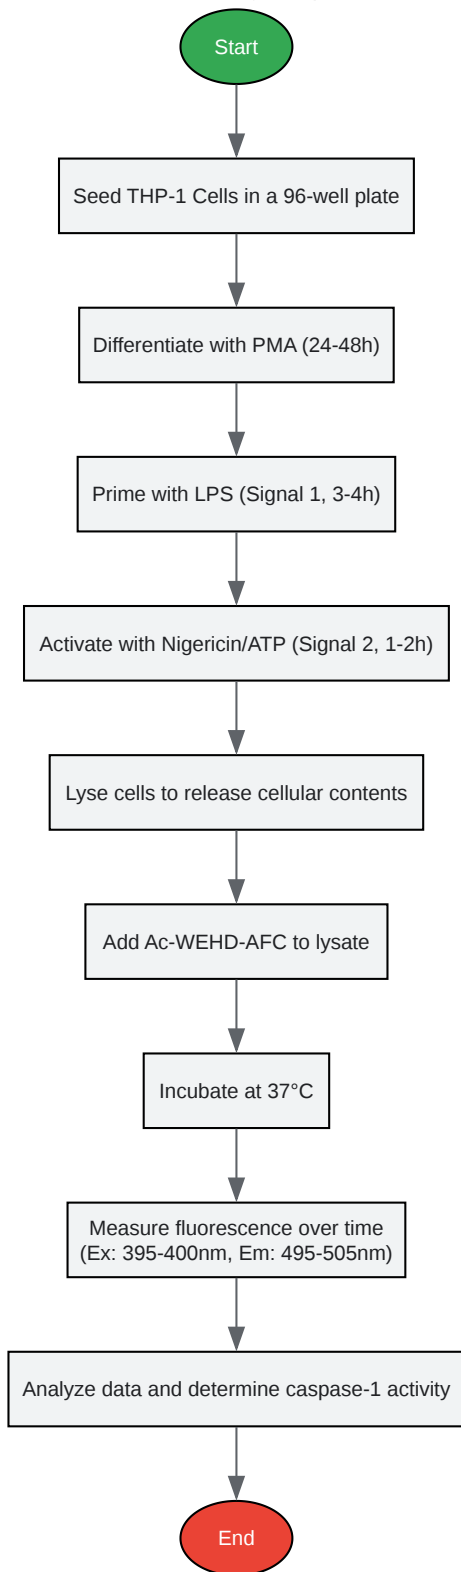 Start
Seed THP-1 Cells in a 96-well plate
Differentiate with PMA (24-48h)
Prime with LPS (Signal 1, 3-4h)
Activate with Nigericin/ATP (Signal 2, 1-2h)
Lyse cells to release cellular contents
Add Ac-WEHD-AFC to lysate
Incubate at 37°C
Measure fluorescence over time
(Ex: 395-400nm, Em: 495-505nm)
Analyze data and determine caspase-1 activity
End